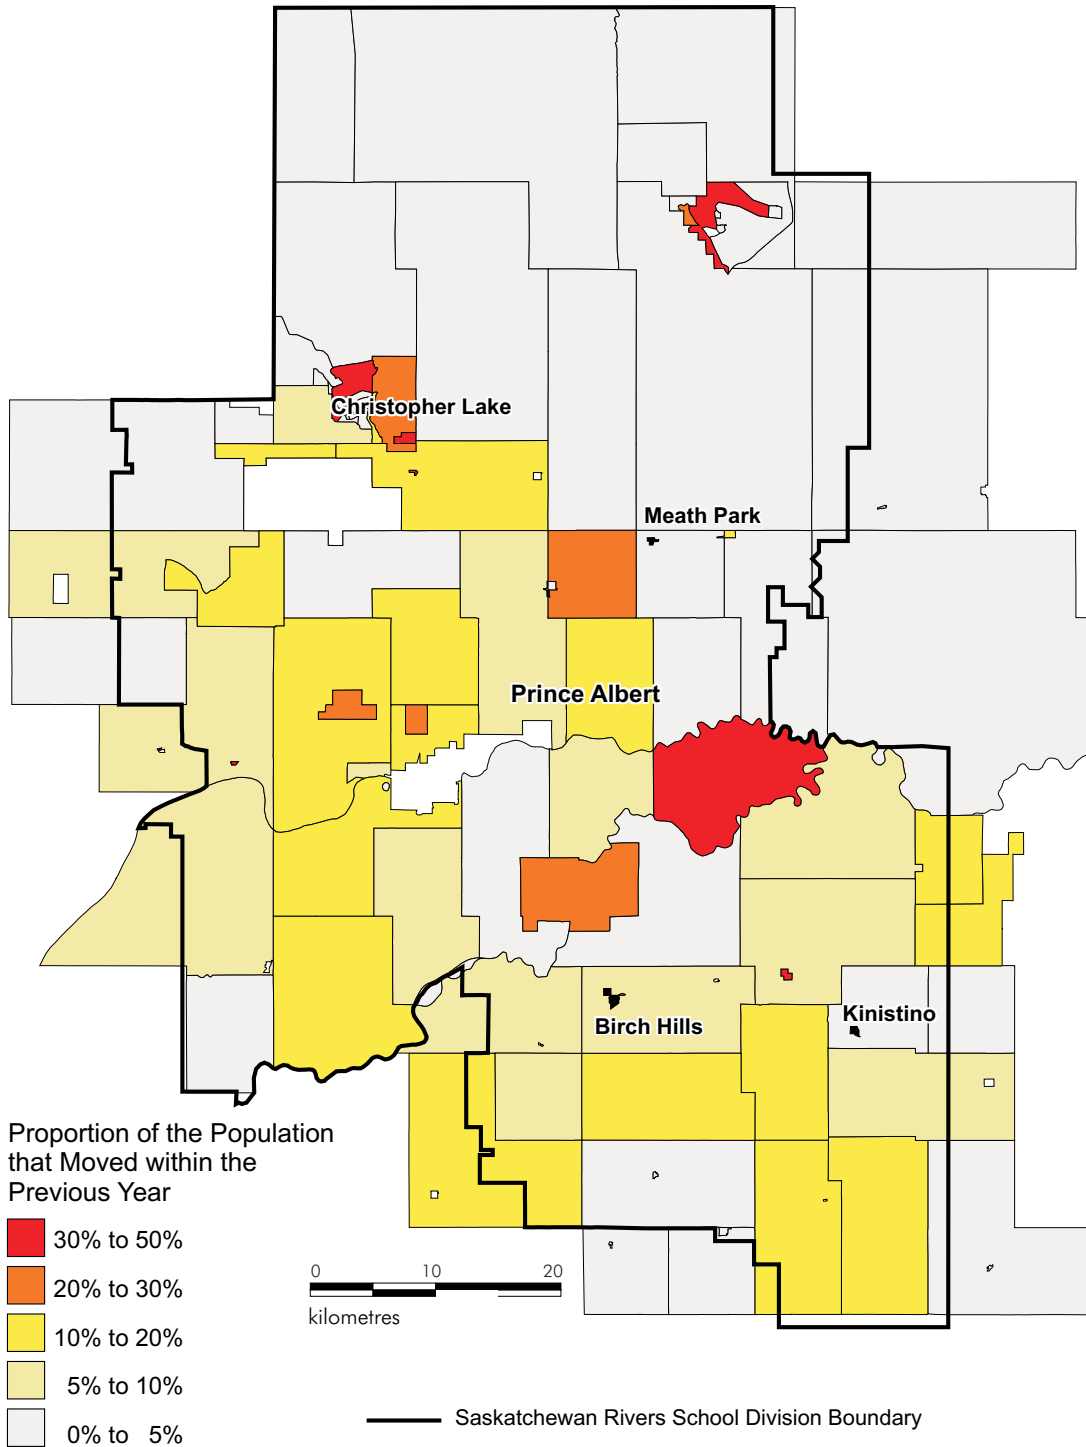 Christopher Lake
Meath Park
Prince Albert
Kinistino
Birch Hills
Proportion of the Population
that Moved within the
Previous Year
30% to 50%
20% to 30%
10% to 20%
5% to 10%
0% to 5%
0 10 20
kilometres
Saskatchewan Rivers School Division Boundary